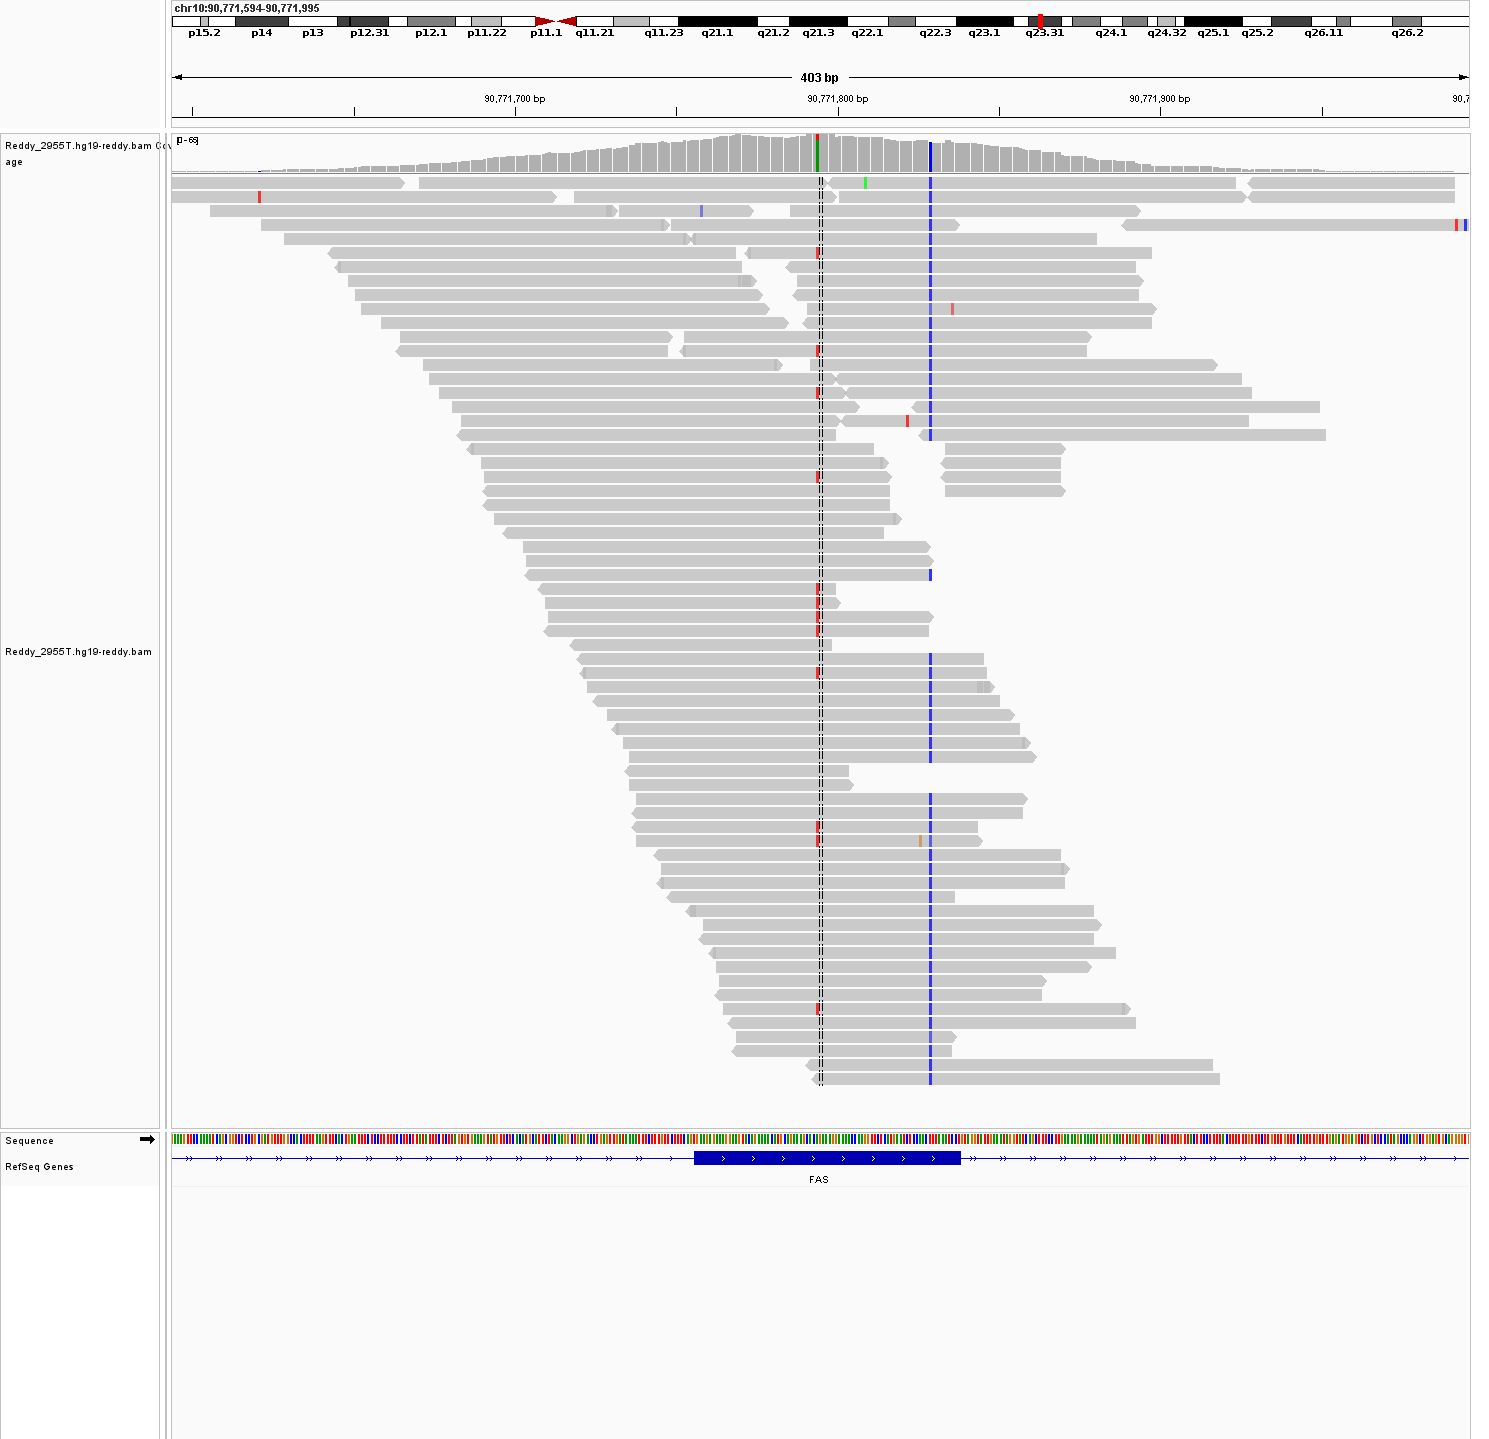 chr10:90,771,594-90,771,995
p15.2 p14 p13 p12.31 p12.1 p11.22 p11.1 q11.21 q11.23 q21.1 q21.2 q21.3 q22.1 q22.3 q23.1 q23.31 q24.1 q24.32 q25.1 q25.2 q26.11 q26.2
403 bp
90,771,700 bp 90,771,800 bp 90,771,900 bp 90,7
Reddy_2955T.hg19-reddy.bam Cov
age
Reddy_2955T.hg19-reddy.bam
Sequence
RefSeq Genes
FAS